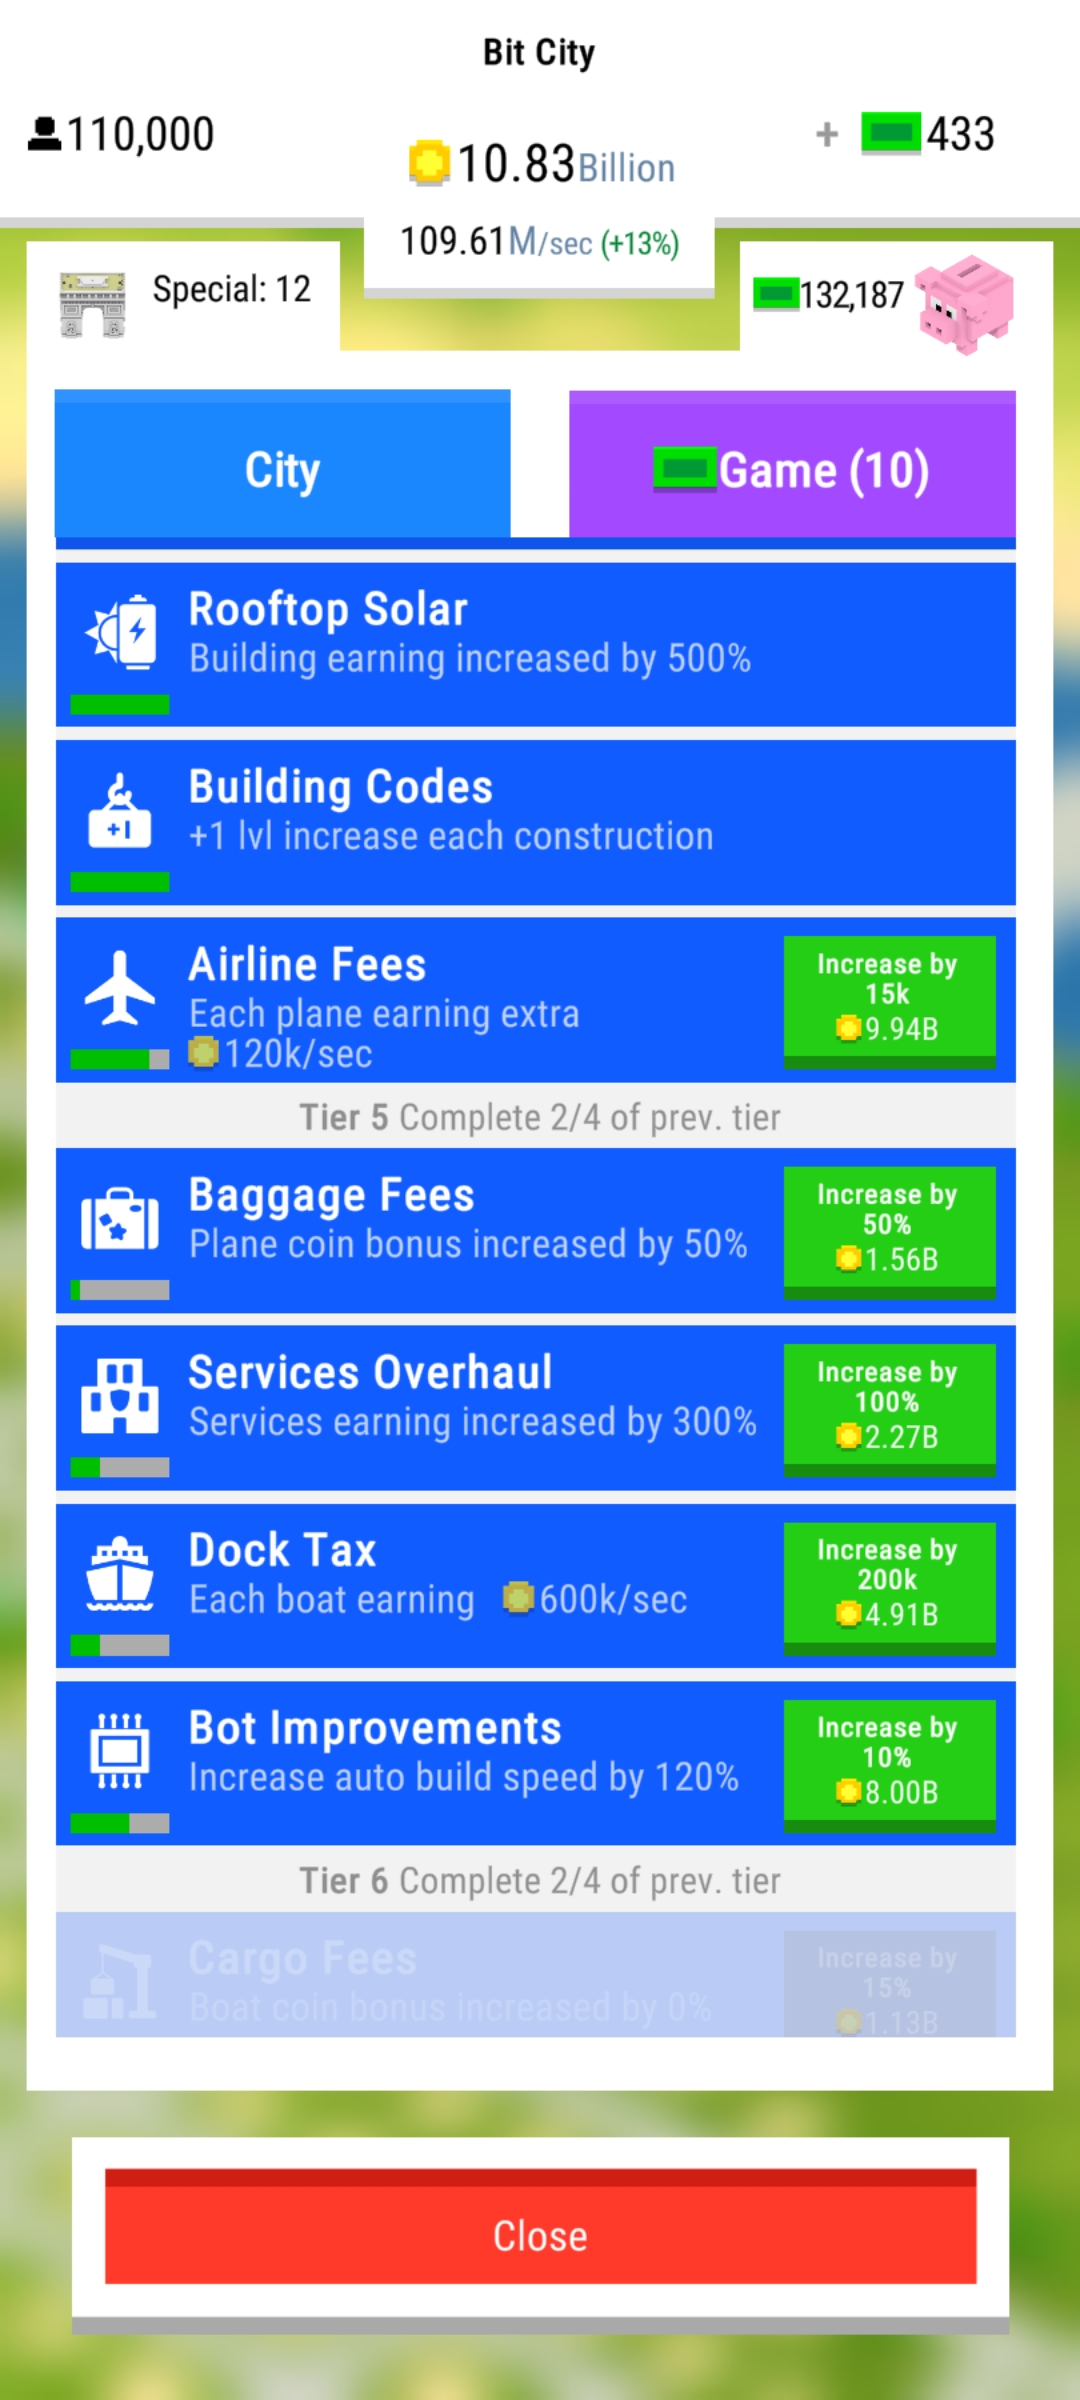 Bit City
110,000
10.83Billion
+ 433
109.61M/sec (+13%)
Special: 12
132,187
City
Game (10)
Rooftop Solar
Building earning increased by 500%
+1
Building Codes
+1 lvl increase each construction
Airline Fees
Each plane earning extra
120k/sec
Increase by
15k
9.94B
Tier 5 Complete 2/4 of prev. tier
Baggage Fees
Plane coin bonus increased by 50%
Increase by
50%
1.56B
Services Overhaul
Services earning increased by 300%
Increase by
100%
2.27B
Dock Tax
Each boat earning 600k/sec
Increase by
200k
4.91B
Bot Improvements
Increase auto build speed by 120%
Increase by
10%
8.00B
Tier 6 Complete 2/4 of prev. tier
Cargo Fees
Boat coin bonus increased by 0%
Increase by
15%
1.13B
Close